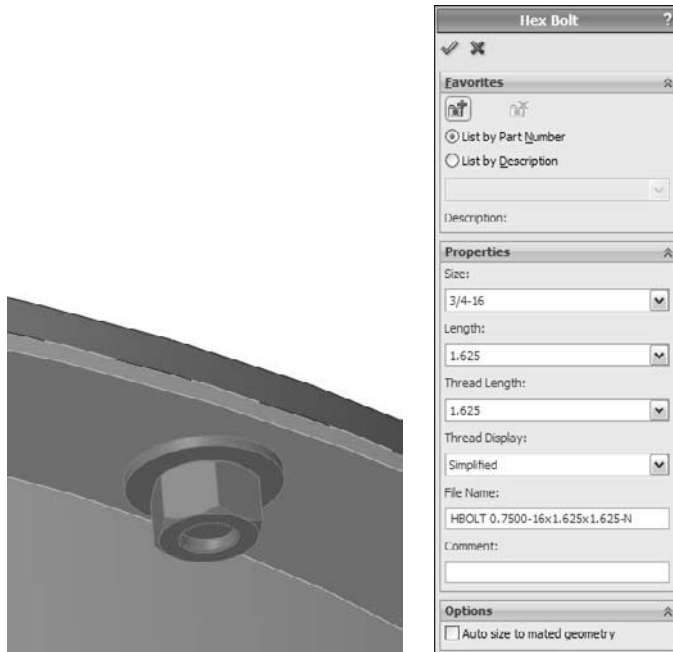 Hex Bolt ?
Favorites
List by Part Number
List by Description
Description:
Properties
Size:
3/4-16
Length:
1.625
Thread Length:
1.625
Thread Display:
Simplified
File Name:
HBOLT 0.7500-16x1.625x1.625-N
Comment:
Options
Auto size to mated geometry